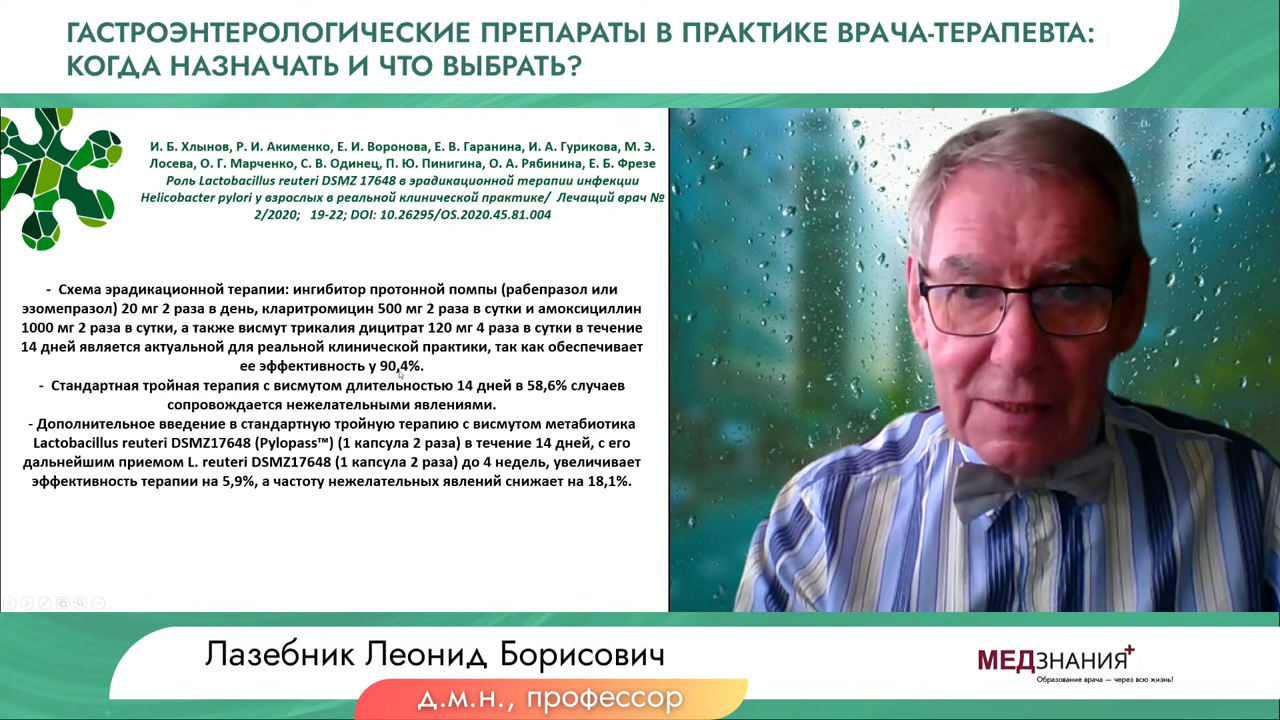 ГАСТРОЭНТЕРОЛОГИЧЕСКИЕ ПРЕПАРАТЫ В ПРАКТИКЕ ВРАЧА-ТЕРАПЕВТА:
КОГДА НАЗНАЧАТЬ И ЧТО ВЫБРАТЬ?
И. Б. Хлынов, Р. И. Акименко, Е. И. Воронова, Е. В. Гаранина, И. А. Гурикова, М. Э.
Лосева, О. Г. Марченко, С. В. Одинец, П. Ю. Пинигина, О. А. Рябинина, Е. Б. Фрезе
Роль Lactobacillus reuteri DSMZ 17648 в эрадикационной терапии инфекции
Helicobacter pylori у взрослых в реальной клинической практике/ Лечащий врач №
2/2020; 19-22; DOI: 10.26295/OS.2020.45.81.004
- Схема эрадикационной терапии: ингибитор протонной помпы (рабепразол или
эзомепразол) 20 мг 2 раза в день, кларитромицин 500 мг 2 раза в сутки и амоксициллин
1000 мг 2 раза в сутки, а также висмут трикалия дицитрат 120 мг 4 раза в сутки в течение
14 дней является актуальной для реальной клинической практики, так как обеспечивает
ее эффективность у 90,4%.
- Стандартная тройная терапия с висмутом длительностью 14 дней в 58,6% случаев
сопровождается нежелательными явлениями.
- Дополнительное введение в стандартную тройную терапию с висмутом метабиотика
Lactobacillus reuteri DSMZ17648 (Pylopass™) (1 капсула 2 раза) в течение 14 дней, с его
дальнейшим приемом L. reuteri DSMZ17648 (1 капсула 2 раза) до 4 недель, увеличивает
эффективность терапии на 5,9%, а частоту нежелательных явлений снижает на 18,1%.
Лазебник Леонид Борисович
д.м.н., профессор
МЕДЗНАНИЯ+
Образование врача — через всю жизнь!